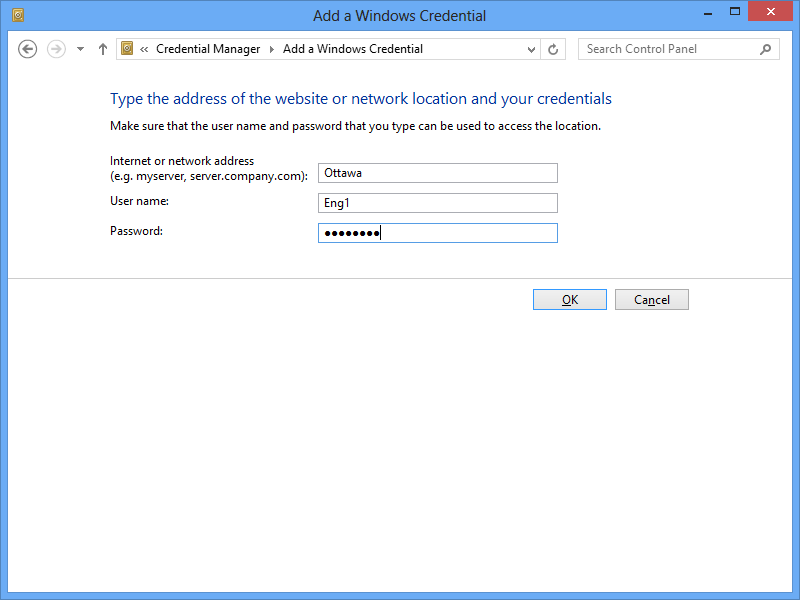 Add a Windows Credential
« Credential Manager Add a Windows Credential
Search Control Panel
Type the address of the website or network location and your credentials
Make sure that the user name and password that you type can be used to access the location.
Internet or network address
(e.g. myserver, server.company.com): Ottawa
User name: Eng1
Password: ●●●●●●●●
OK Cancel